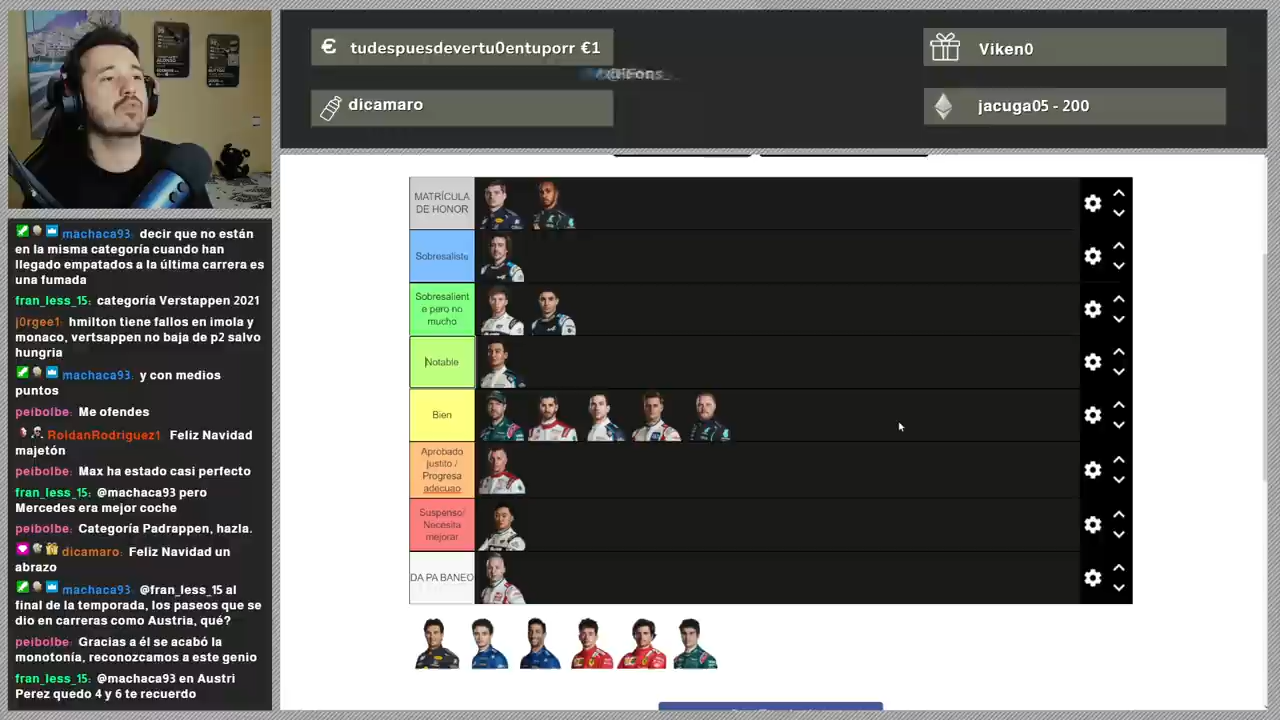 € tudespuesdevertu0entuporr €1
dicamaro
@iFons_
Viken0
jacuga05 - 200
ALONSO
machaca93: decir que no están
en la misma categoría cuando han
llegado empatados a la última carrera es
una fumada
fran_less_15: categoría Verstappen 2021
j0rgee1: hmilton tiene fallos en imola y
monaco, vertsappen no baja de p2 salvo
hungria
machaca93: y con medios
puntos
peibolbe: Me ofendes
RoldanRodriguez1: Feliz Navidad
majetón
peibolbe: Max ha estado casi perfecto
fran_less_15: @machaca93 pero
Mercedes era mejor coche
peibolbe: Categoría Padrappen, hazla.
dicamaro: Feliz Navidad un
abrazo
machaca93: @fran_less_15 al
final de la temporada, los paseos que se
dio en carreras como Austria, qué?
peibolbe: Gracias a él se acabó la
monotonía, reconozcamos a este genio
fran_less_15: @machaca93 en Austri
Perez quedo 4 y 6 te recuerdo
MATRÍCULA
DE HONOR
Sobresaliste
Sobresalient
e pero no
mucho
Notable
Bien
Aprobado
justito /
Progresa
adecuao
Suspenso/
Necesita
mejorar
DA PA BANEO